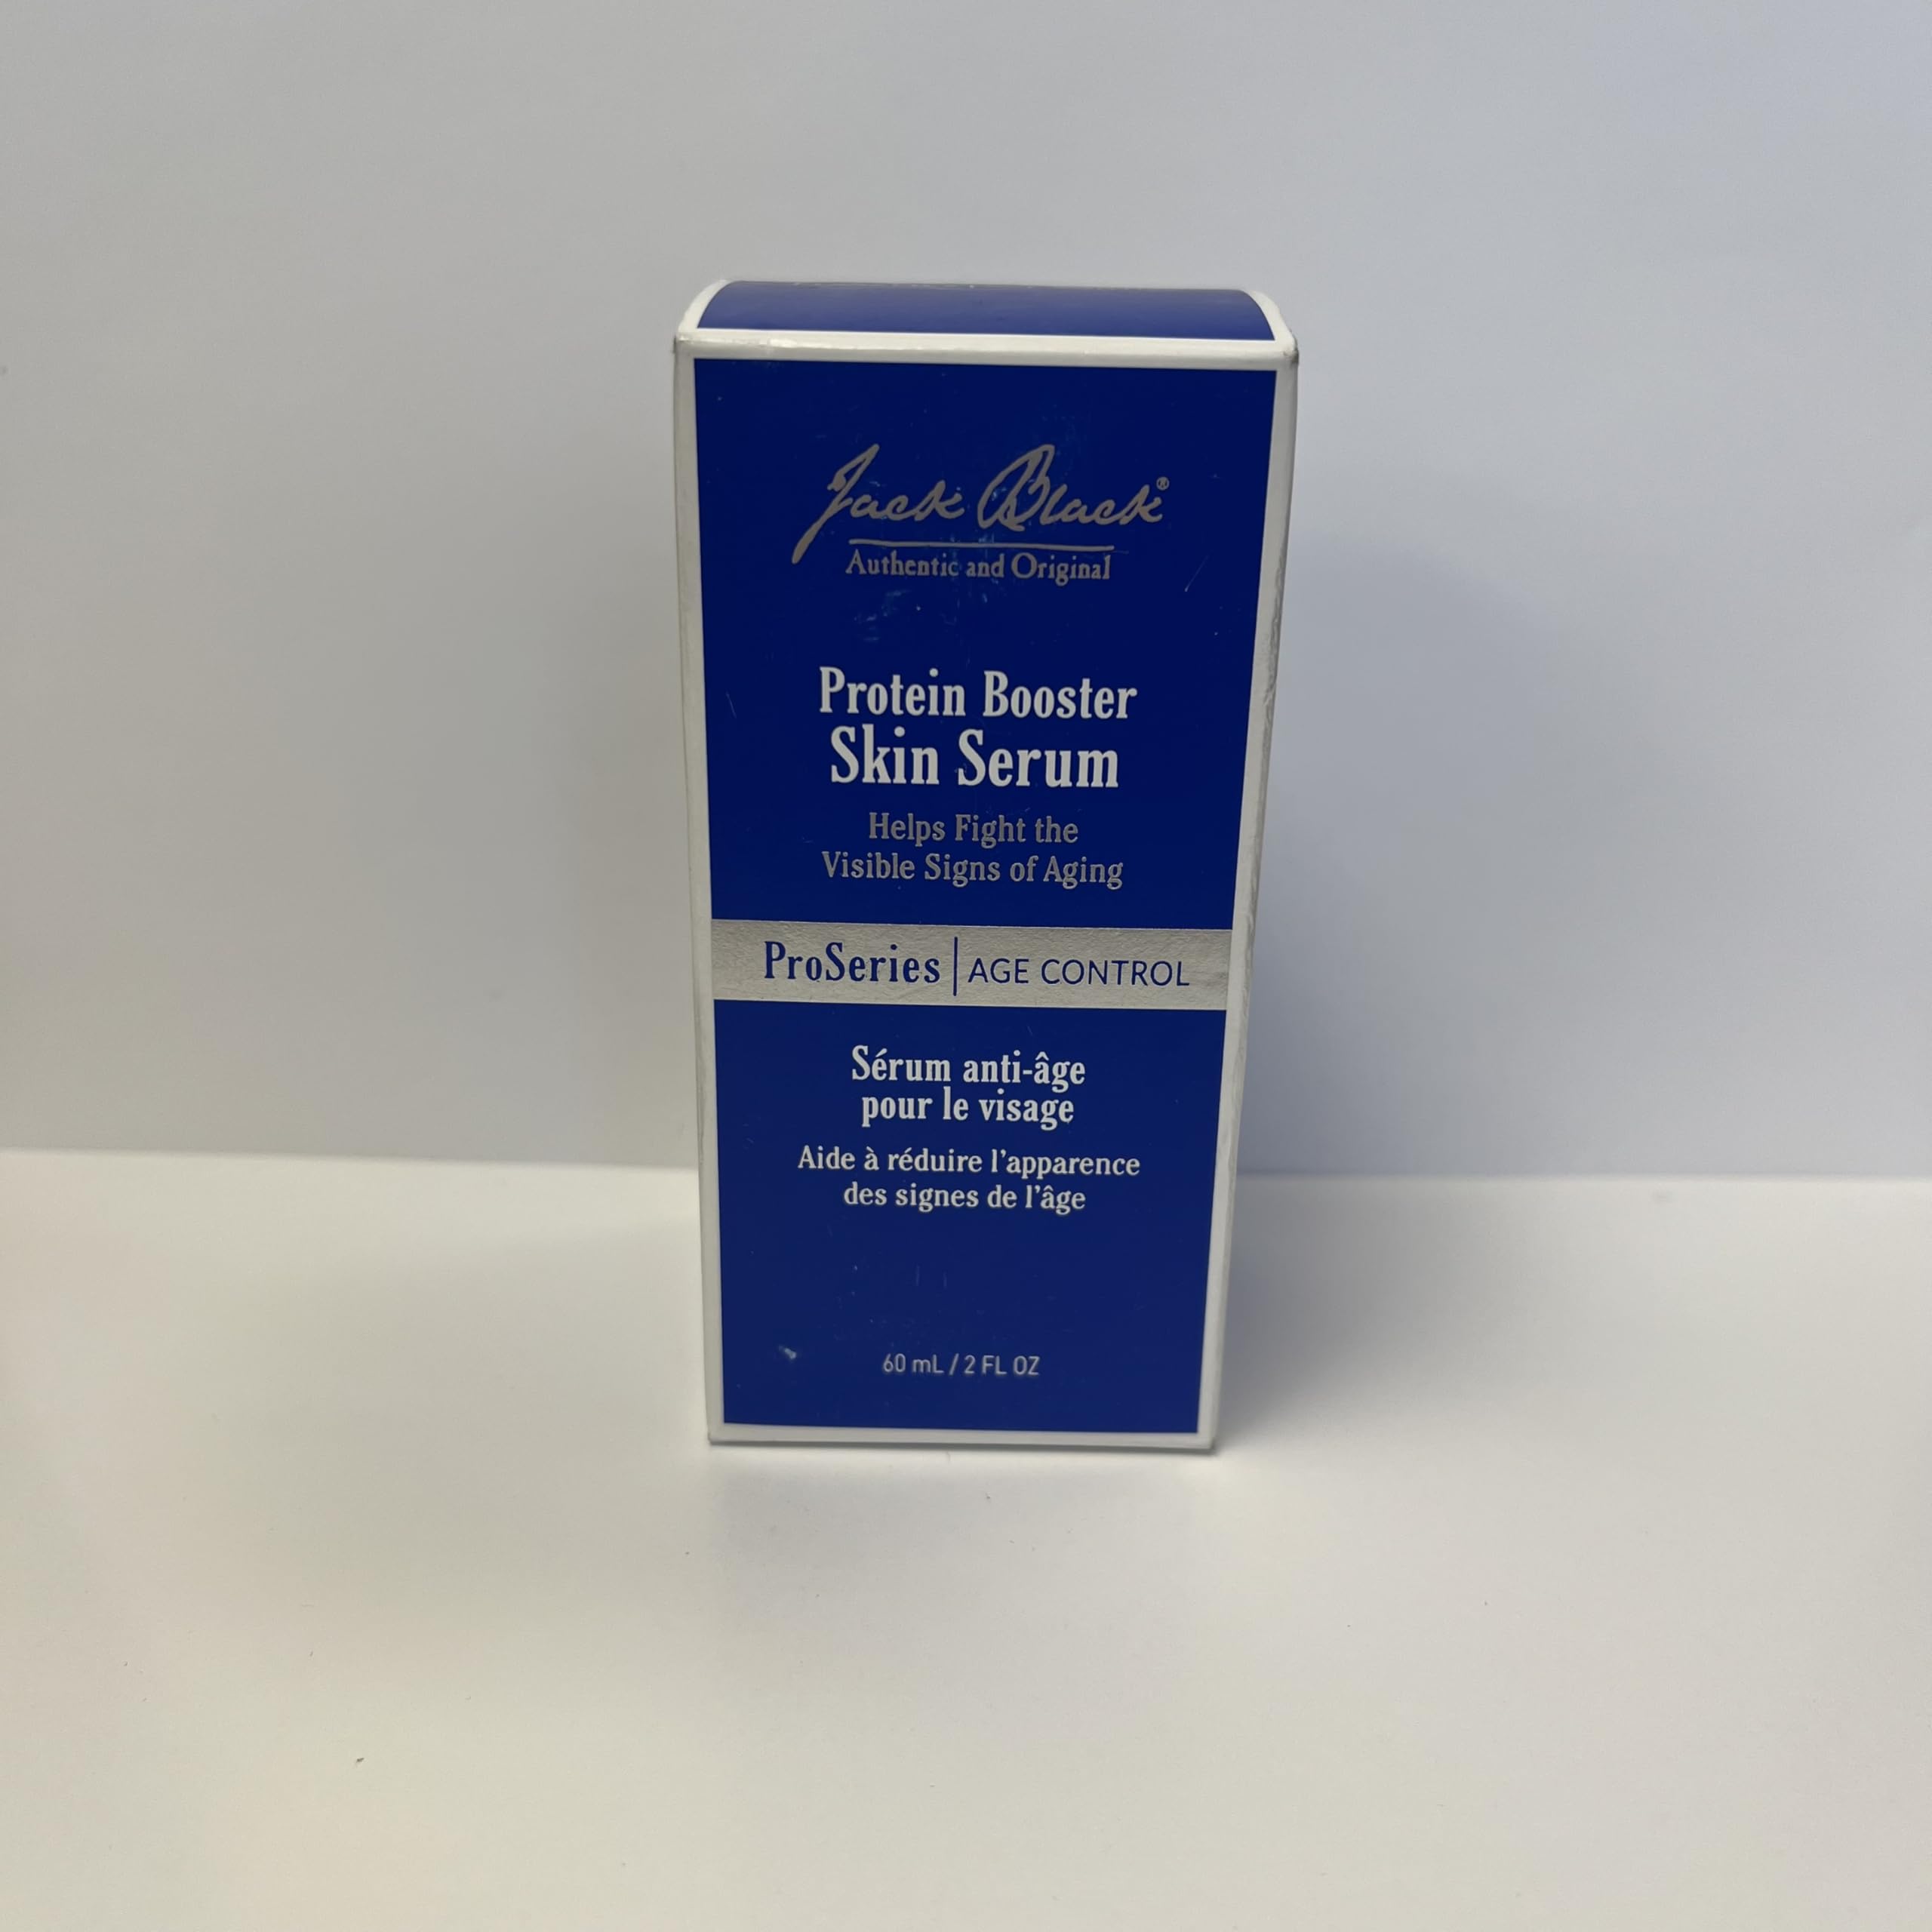 Jack Black®
Authentic and Original
Protein Booster
Skin Serum
Helps Fight the
Visible Signs of Aging
ProSeries | AGE CONTROL
Sérum anti-âge
pour le visage
Aide à réduire l'apparence
des signes de l'âge
60 mL / 2 FL OZ